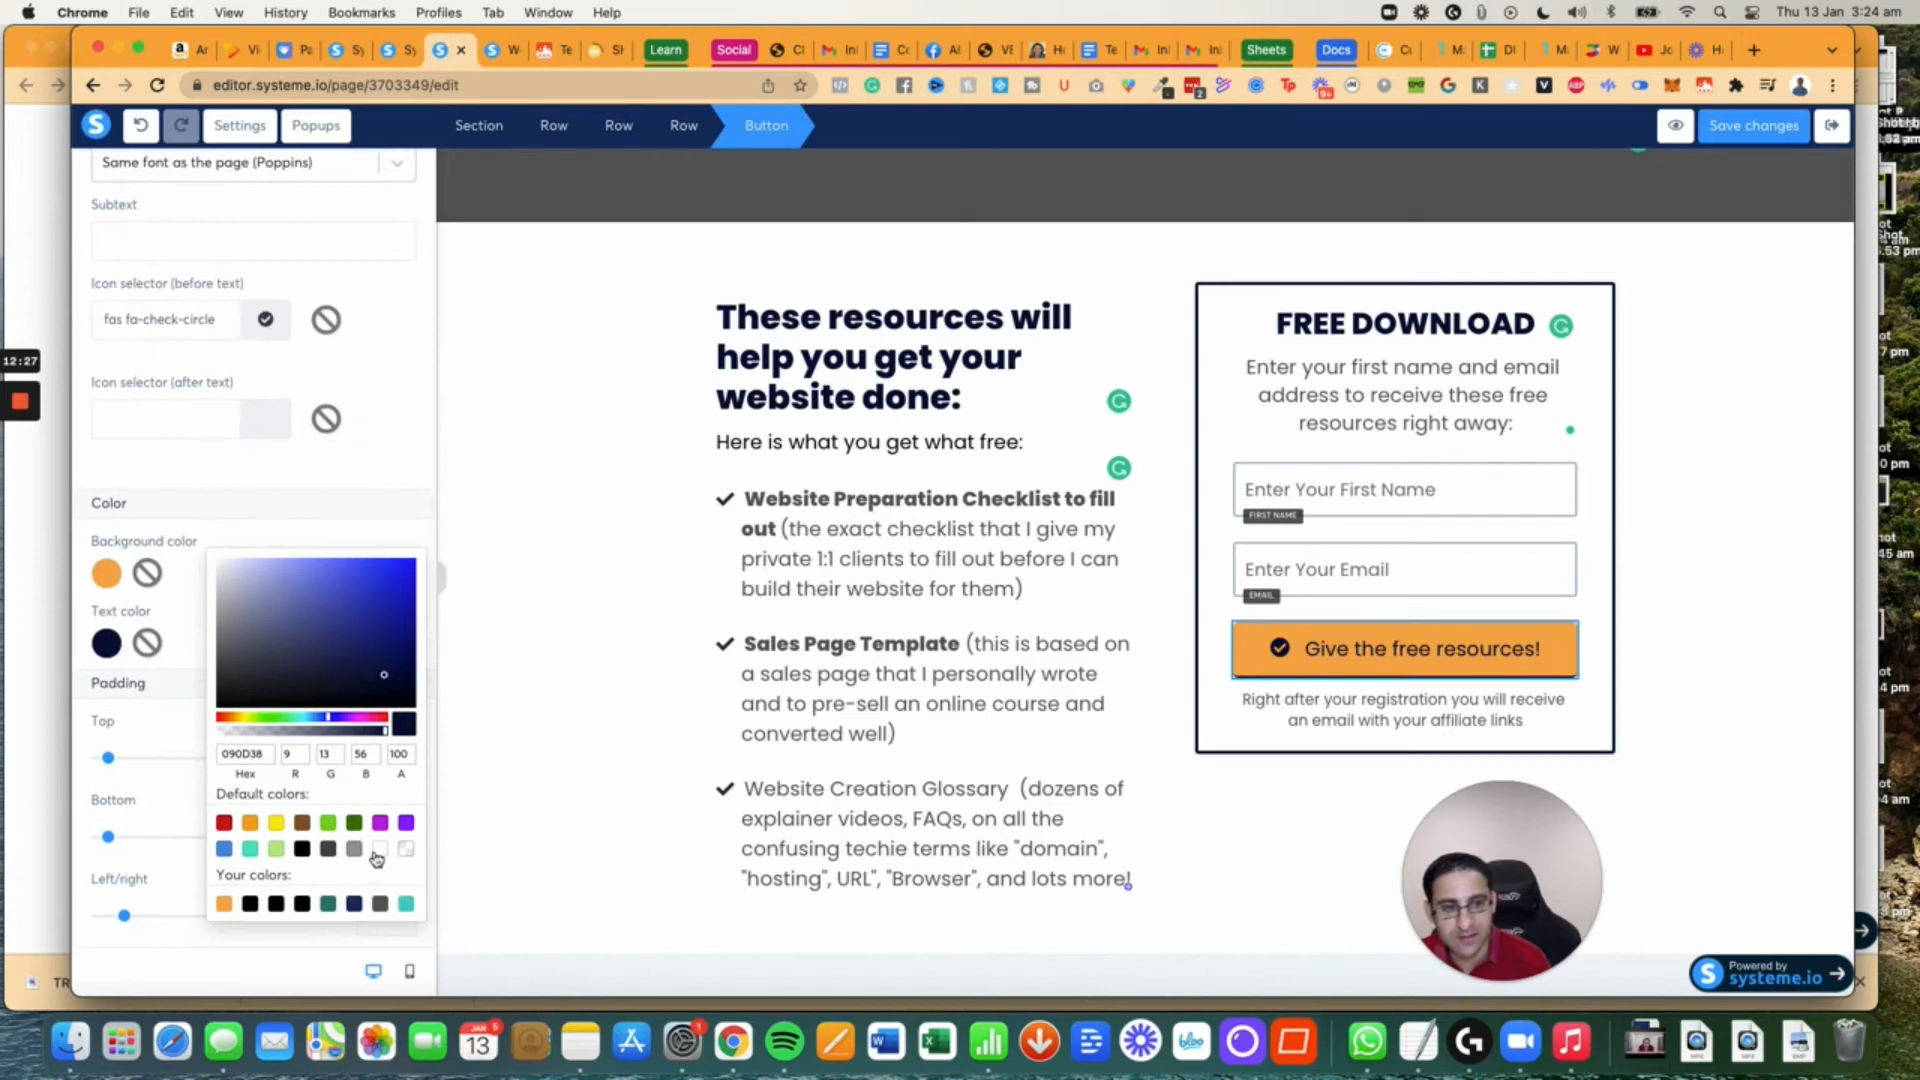 Chrome File Edit View History Bookmarks Profiles Tab Window Help Thu 13 Jan 3:24 am
Learn Social Sheets Docs
editor.systeme.io/page/3703349/edit
Settings Popups Section Row Row Row Button Save changes
Same font as the page (Poppins)
Subtext
Icon selector (before text)
fas fa-check-circle
Icon selector (after text)
Color
Background color
Text color
Padding
Top
Bottom
Left/right
090D38 9 13 56 100
Hex R G B A
Default colors:
Your colors:
12:27
These resources will
help you get your
website done:
Here is what you get what free:
Website Preparation Checklist to fill
out (the exact checklist that I give my
private 1:1 clients to fill out before I can
build their website for them)
Sales Page Template (this is based on
a sales page that I personally wrote
and to pre-sell an online course and
converted well)
Website Creation Glossary (dozens of
explainer videos, FAQs, on all the
confusing techie terms like "domain",
"hosting", URL", "Browser", and lots more!
FREE DOWNLOAD
Enter your first name and email
address to receive these free
resources right away:
Enter Your First Name
FIRST NAME
Enter Your Email
EMAIL
Give the free resources!
Right after your registration you will receive
an email with your affiliate links
Powered by
systeme.io
JAN
13